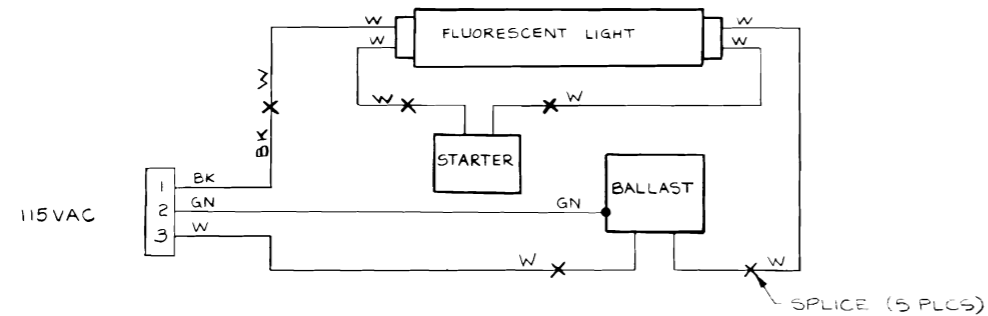 W
W
FLUORESCENT LIGHT
W
W
W
W
W
BK
STARTER
BALLAST
115VAC
1
BK
2
GN
GN
3
W
W
W
SPLICE (5 PLCS)